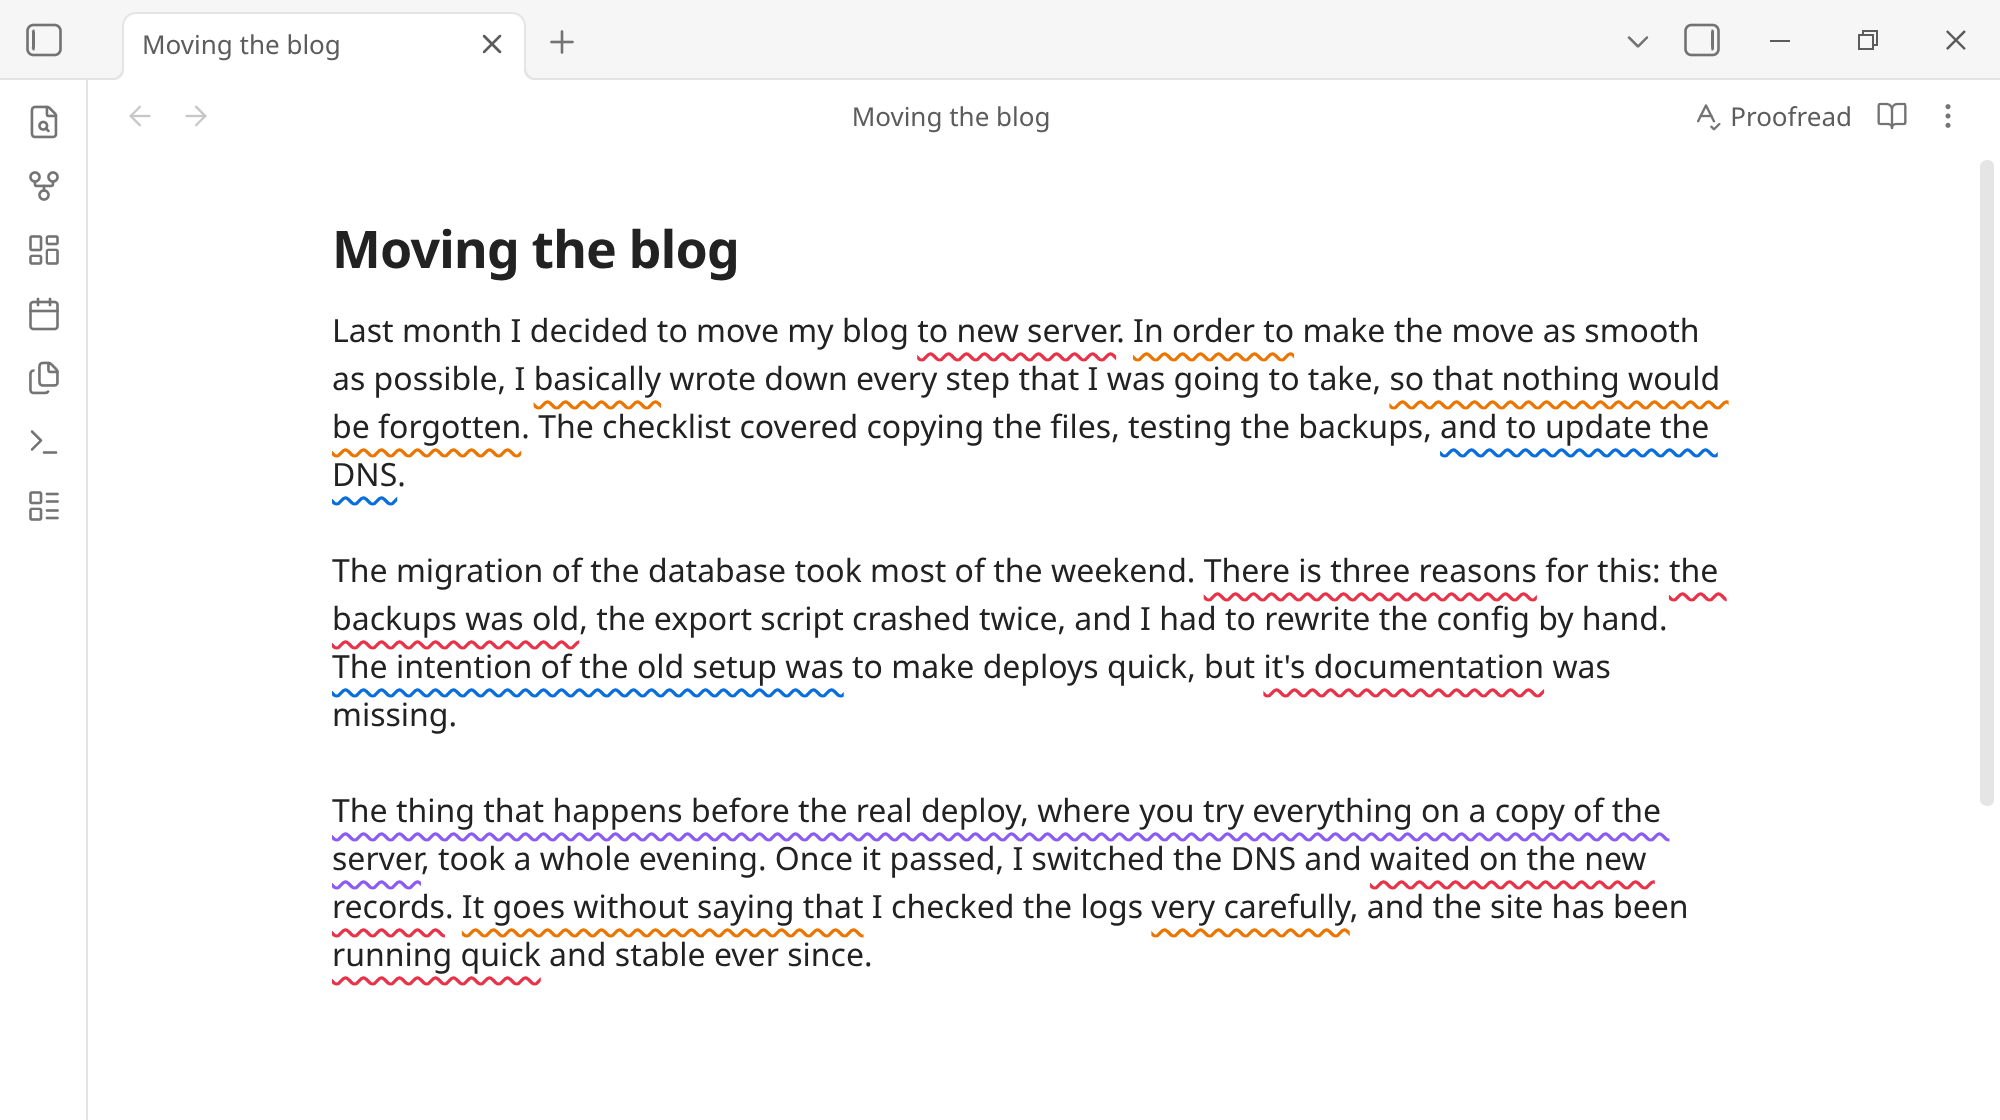 Moving the blog
Moving the blog
Proofread
Moving the blog
Last month I decided to move my blog to new server. In order to make the move as smooth
as possible, I basically wrote down every step that I was going to take, so that nothing would
be forgotten. The checklist covered copying the files, testing the backups, and to update the
DNS.
The migration of the database took most of the weekend. There is three reasons for this: the
backups was old, the export script crashed twice, and I had to rewrite the config by hand.
The intention of the old setup was to make deploys quick, but it's documentation was
missing.
The thing that happens before the real deploy, where you try everything on a copy of the
server, took a whole evening. Once it passed, I switched the DNS and waited on the new
records. It goes without saying that I checked the logs very carefully, and the site has been
running quick and stable ever since.